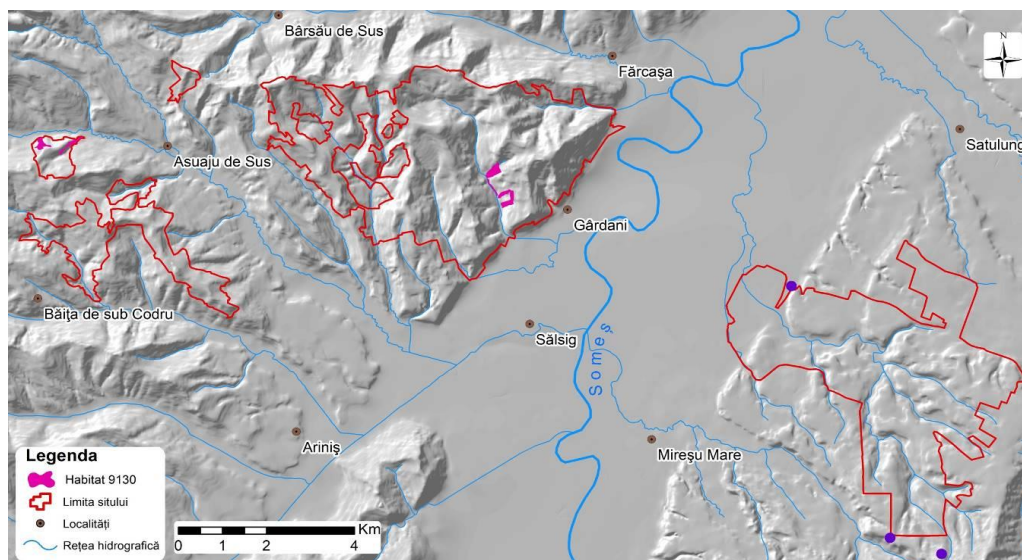 Bârsău de Sus
Fărcaşa
N
Satulung
Asuaju de Sus
Gârdani
Băiţa de sub Codru
Sălsig
Someş
Ariniş
Mireşu Mare
Legenda
Habitat 9130
Limita sitului
Localităţi
Reţea hidrografică
Km
0 1 2 4